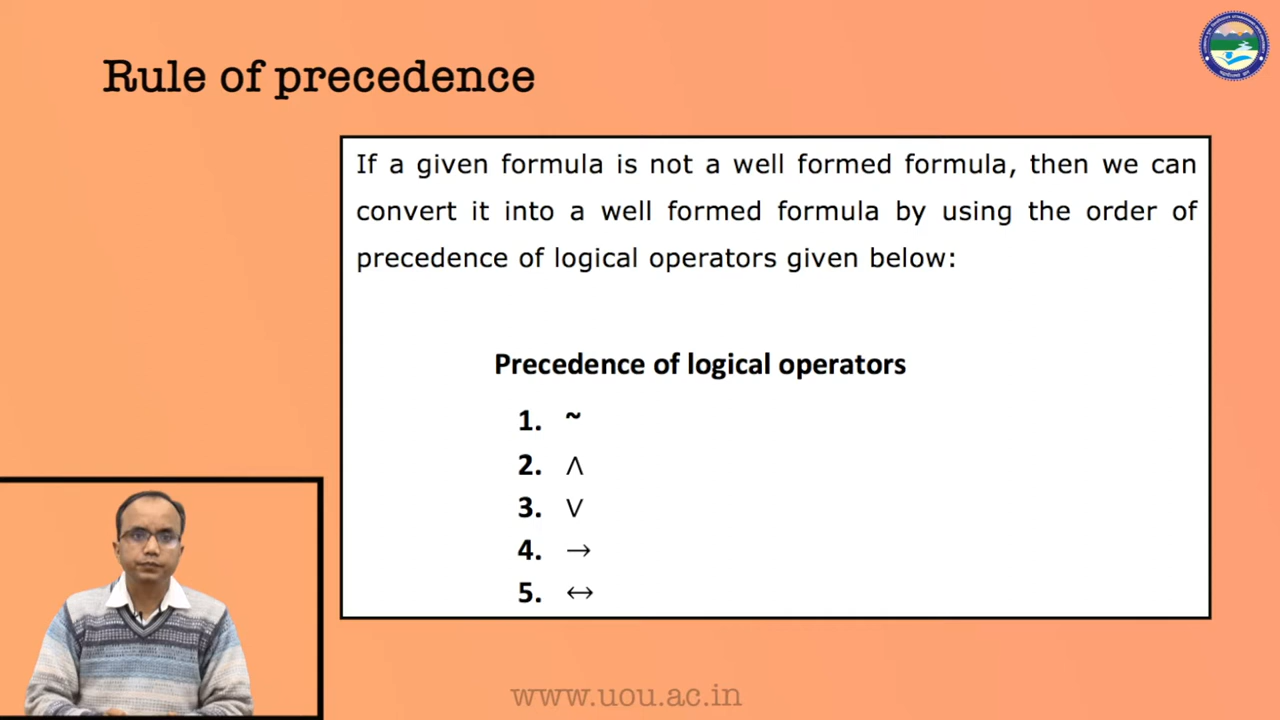 Rule of precedence
If a given formula is not a well formed formula, then we can
convert it into a well formed formula by using the order of
precedence of logical operators given below:
Precedence of logical operators
1. ~
2. ∧
3. ∨
4. →
5. ↔
www.uou.ac.in